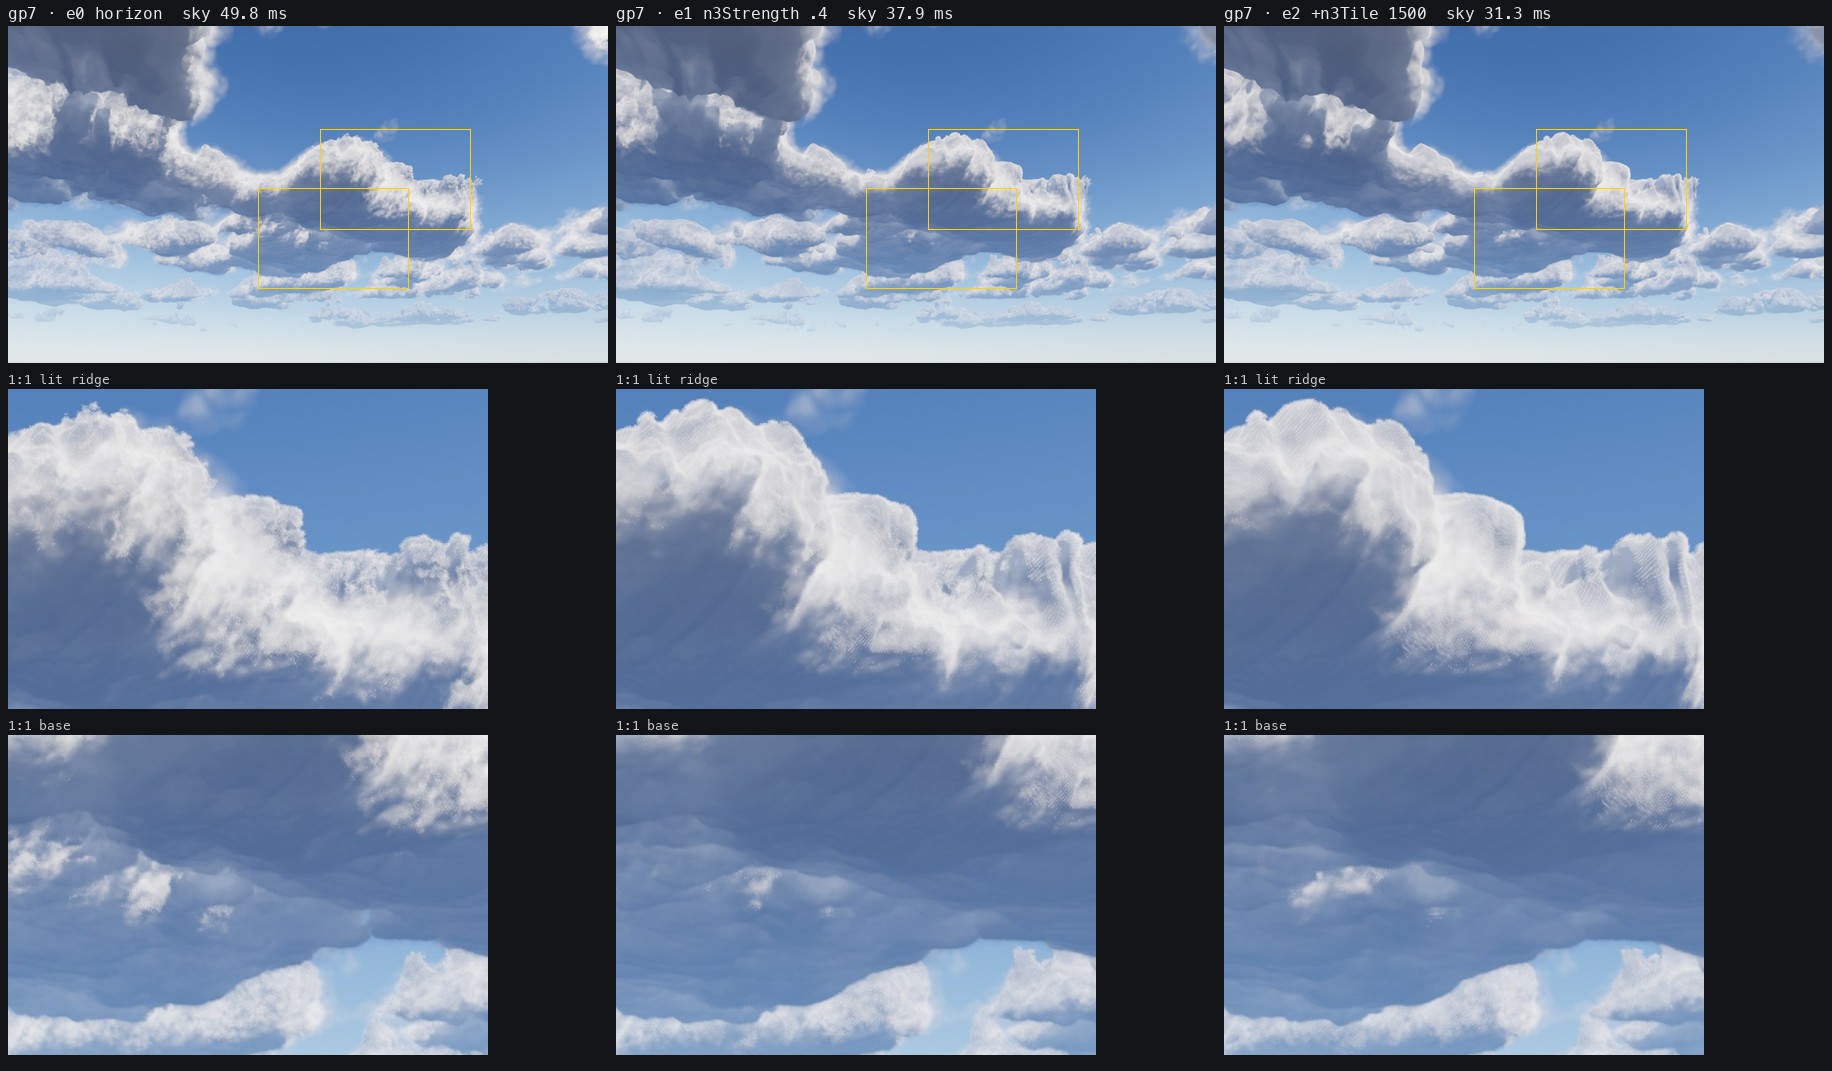 gp7 · e0 horizon  sky 49.8 ms
gp7 · e1 n3Strength .4  sky 37.9 ms
gp7 · e2 +n3Tile 1500  sky 31.3 ms
1:1 lit ridge
1:1 lit ridge
1:1 lit ridge
1:1 base
1:1 base
1:1 base